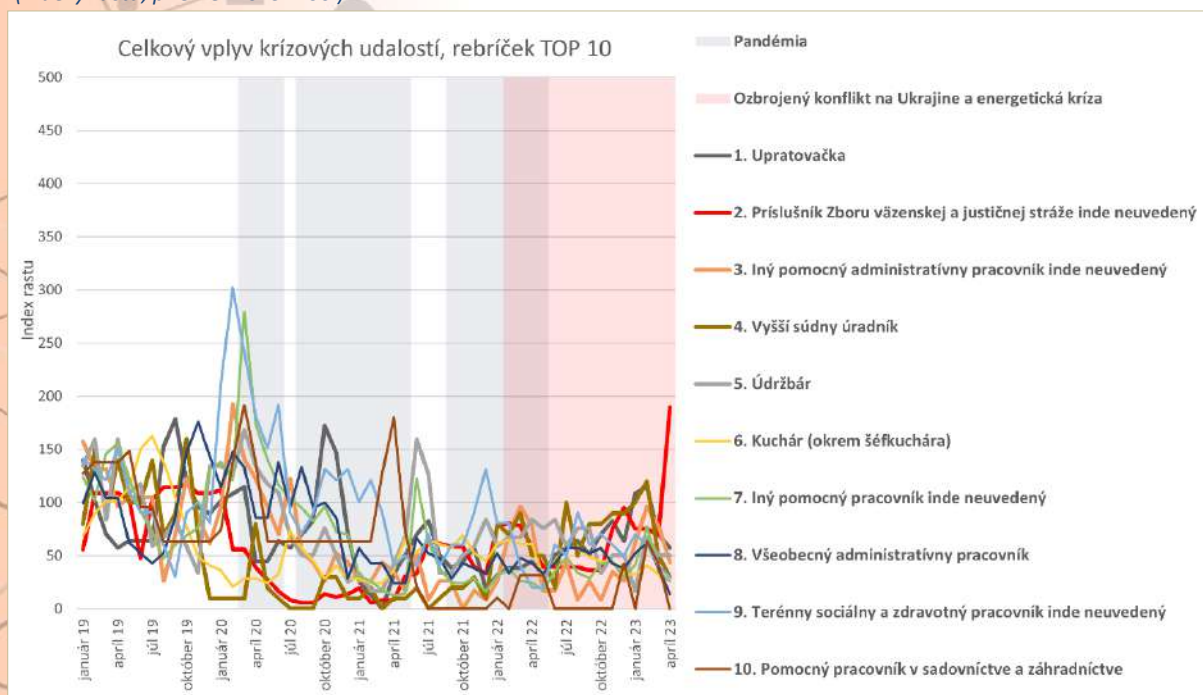 Celkový vplyv krízových udalostí, rebríček TOP 10
Index rastu
500
450
400
350
300
250
200
150
100
50
0
január 19
apríl 19
júl 19
október 19
január 20
apríl 20
júl 20
október 20
január 21
apríl 21
júl 21
október 21
január 22
apríl 22
júl 22
október 22
január 23
apríl 23
Pandémia
Ozbrojený konflikt na Ukrajine a energetická kríza
1. Upratovačka
2. Príslušník Zboru väzenskej a justičnej stráže inde neuvedený
3. Iný pomocný administratívny pracovník inde neuvedený
4. Vyšší súdny úradník
5. Údržbár
6. Kuchár (okrem šéfkuchára)
7. Iný pomocný pracovník inde neuvedený
8. Všeobecný administratívny pracovník
9. Terénny sociálny a zdravotný pracovník inde neuvedený
10. Pomocný pracovník v sadovníctve a záhradníctve